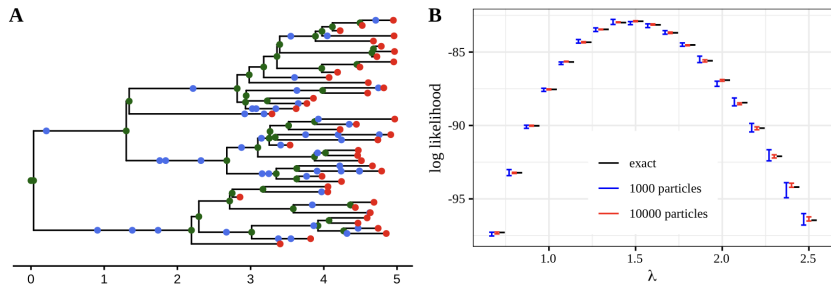 A
0 1 2 3 4 5
B
log likelihood
-85
-90
-95
exact
1000 particles
10000 particles
1.0 1.5 2.0 2.5
λ